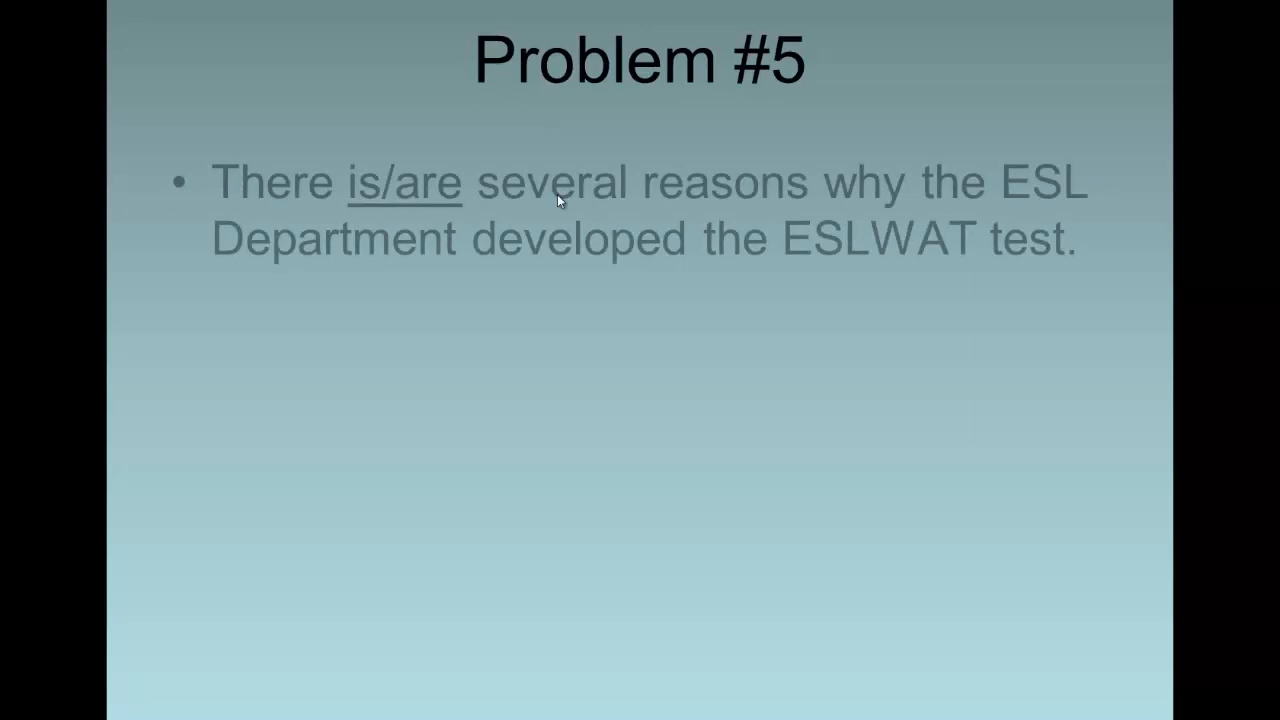 Problem #5
• There is/are several reasons why the ESL
Department developed the ESLWAT test.